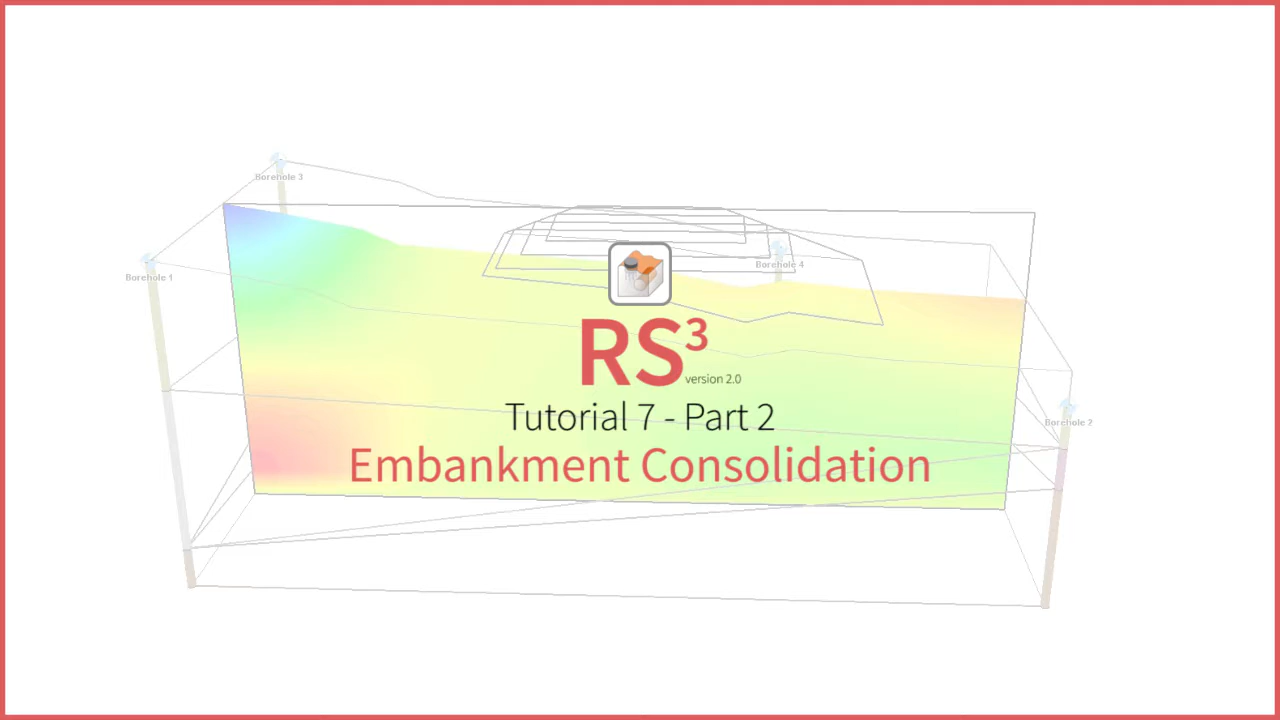 Borehole 3
Borehole 4
Borehole 1
RS³
version 2.0
Tutorial 7 - Part 2
Borehole 2
Embankment Consolidation